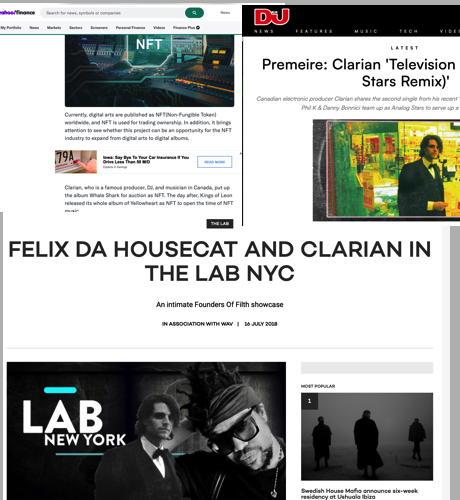 yahoo!finance
Search for news, symbols or companies
News
My Portfolio
News
Markets
Sectors
Screeners
Personal Finance
Videos
Finance Plus
NFT
Currently, digital arts are published as NFT(Non-Fungible Token)
worldwide, and NFT is used for trading ownership. In addition, it brings
attention to see whether this project can be an opportunity for the NFT
industry to expand from digital arts to digital albums.
79A
Iowa: Say Bye To Your Car Insurance If You
Drive Less Than 50 MI/D
READ MORE
Clarian, who is a famous producer, DJ, and musician in Canada, put up
the album Whale Shark for auction as NFT. The day after, Kings of Leon
released its whole album of Yellowheart as NFT to open the time of NFT
music.
DJ
NEWS
FEATURES
MUSIC
TECH
VIDEO
LATEST
Premeire: Clarian 'Television
Stars Remix)'
Canadian electronic producer Clarian shares the second single from his recent
Phil K & Danny Bonnici team up as Analog Stars to serve up a
THE LAB
FELIX DA HOUSECAT AND CLARIAN IN
THE LAB NYC
An intimate Founders Of Filth showcase
IN ASSOCIATION WITH WAV | 16 JULY 2018
LAB
NEW YORK
MOST POPULAR
1
Swedish House Mafia announce six-week
residency at Ushuaïa Ibiza